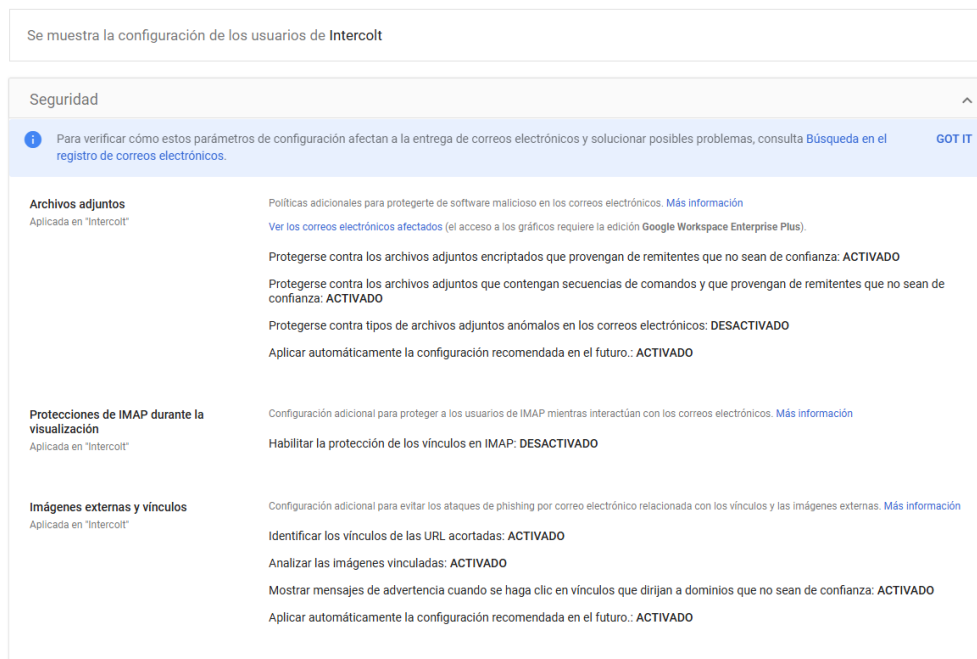 Se muestra la configuración de los usuarios de Intercolt
Seguridad
Para verificar cómo estos parámetros de configuración afectan a la entrega de correos electrónicos y solucionar posibles problemas, consulta Búsqueda en el
registro de correos electrónicos.
GOT IT
Archivos adjuntos
Aplicada en "Intercolt"
Políticas adicionales para protegerte de software malicioso en los correos electrónicos. Más información
Ver los correos electrónicos afectados (el acceso a los gráficos requiere la edición Google Workspace Enterprise Plus).
Protegerse contra los archivos adjuntos encriptados que provengan de remitentes que no sean de confianza: ACTIVADO
Protegerse contra los archivos adjuntos que contengan secuencias de comandos y que provengan de remitentes que no sean de
confianza: ACTIVADO
Protegerse contra tipos de archivos adjuntos anómalos en los correos electrónicos: DESACTIVADO
Aplicar automáticamente la configuración recomendada en el futuro.: ACTIVADO
Protecciones de IMAP durante la
visualización
Aplicada en "Intercolt"
Configuración adicional para proteger a los usuarios de IMAP mientras interactúan con los correos electrónicos. Más información
Habilitar la protección de los vínculos en IMAP: DESACTIVADO
Imágenes externas y vínculos
Aplicada en "Intercolt"
Configuración adicional para evitar los ataques de phishing por correo electrónico relacionada con los vínculos y las imágenes externas. Más información
Identificar los vínculos de las URL acortadas: ACTIVADO
Analizar las imágenes vinculadas: ACTIVADO
Mostrar mensajes de advertencia cuando se haga clic en vínculos que dirijan a dominios que no sean de confianza: ACTIVADO
Aplicar automáticamente la configuración recomendada en el futuro.: ACTIVADO